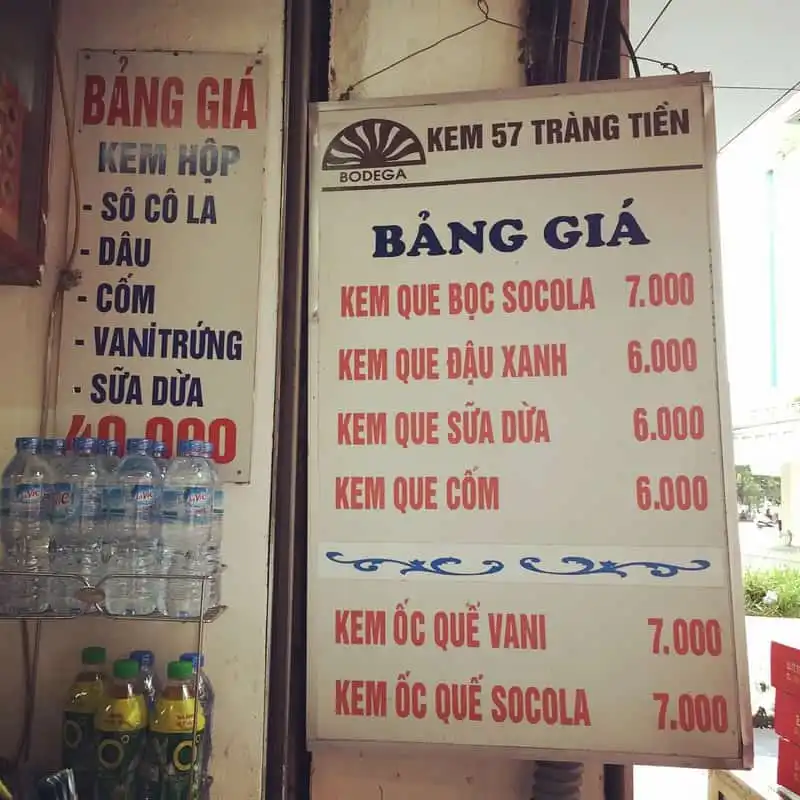 BẢNG GIÁ
KEM HỘP
- SÔ CÔ LA
- DÂU
- CỐM
- VANI TRỨNG
- SỮA DỪA
40.000
BODEGA
KEM 57 TRÀNG TIỀN
BẢNG GIÁ
KEM QUE BỌC SOCOLA 7.000
KEM QUE ĐẬU XANH 6.000
KEM QUE SỮA DỪA 6.000
KEM QUE CỐM 6.000
KEM ỐC QUẾ VANI 7.000
KEM ỐC QUẾ SOCOLA 7.000
LaVie